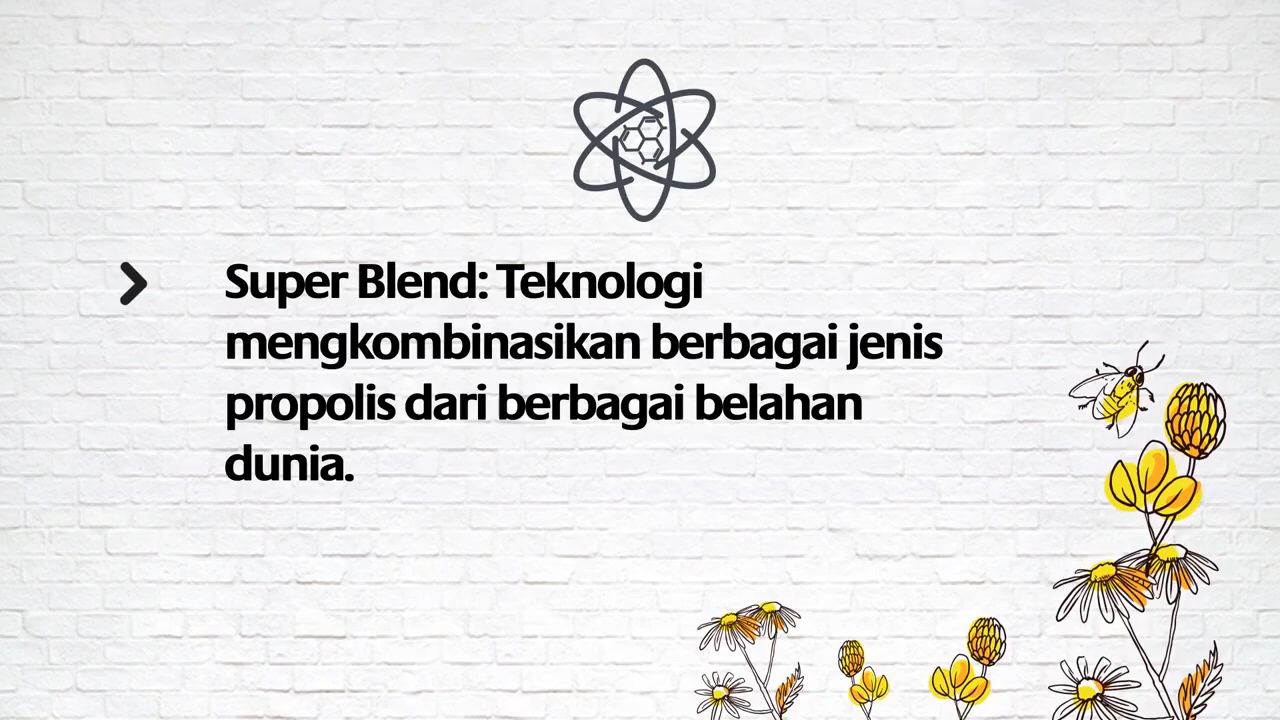 Super Blend: Teknologi
mengkombinasikan berbagai jenis
propolis dari berbagai belahan
dunia.